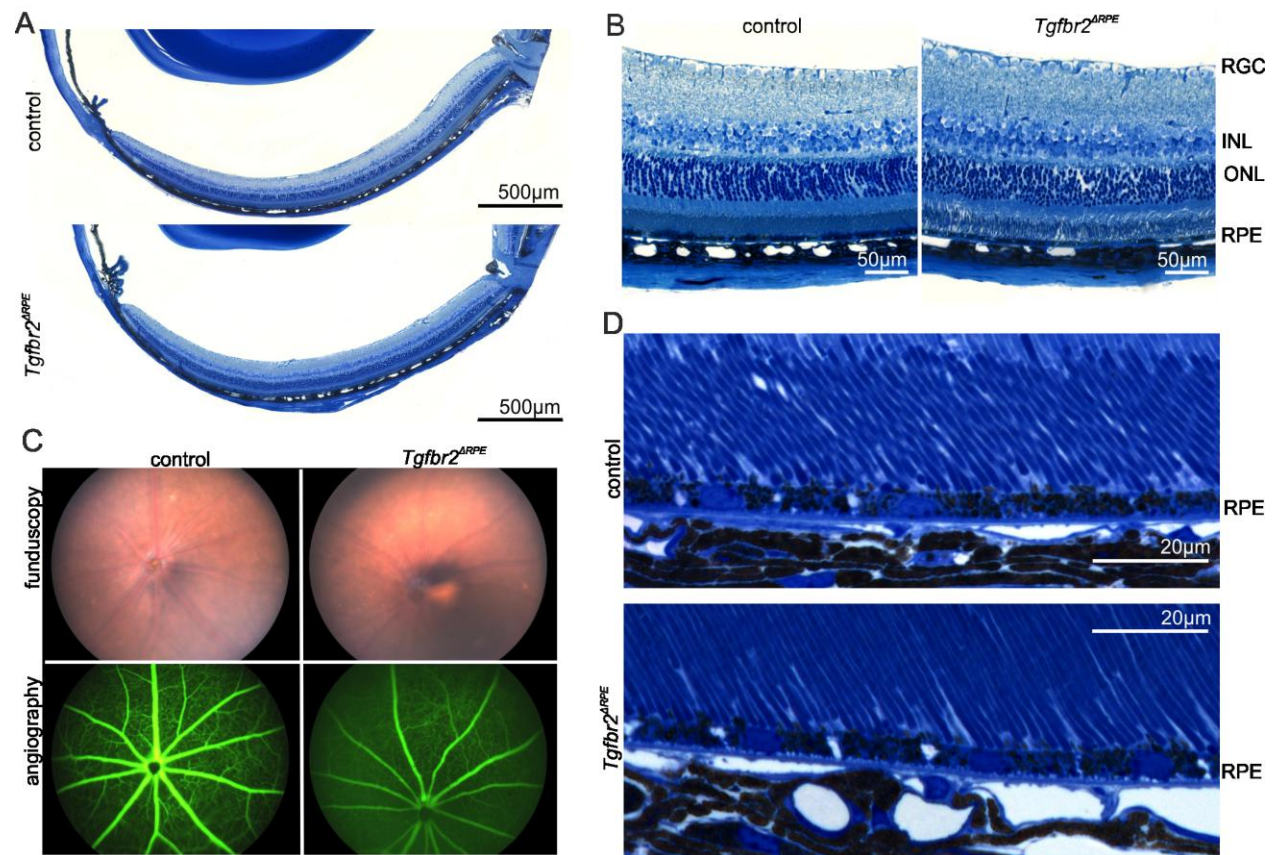 A
control
500µm
Tgfbr2ΔRPE
500µm
B
control
Tgfbr2ΔRPE
RGC
INL
ONL
RPE
50µm
50µm
C
control
Tgfbr2ΔRPE
funduscopy
angiography
D
control
RPE
20µm
20µm
Tgfbr2ΔRPE
RPE